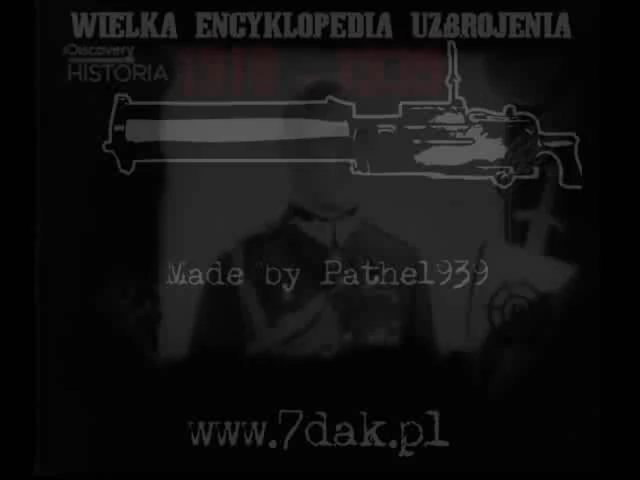 WIELKA ENCYKLOPEDIA UZBROJENIA
Discovery
HISTORIA
Made by Pathe1939
www.7dak.pl